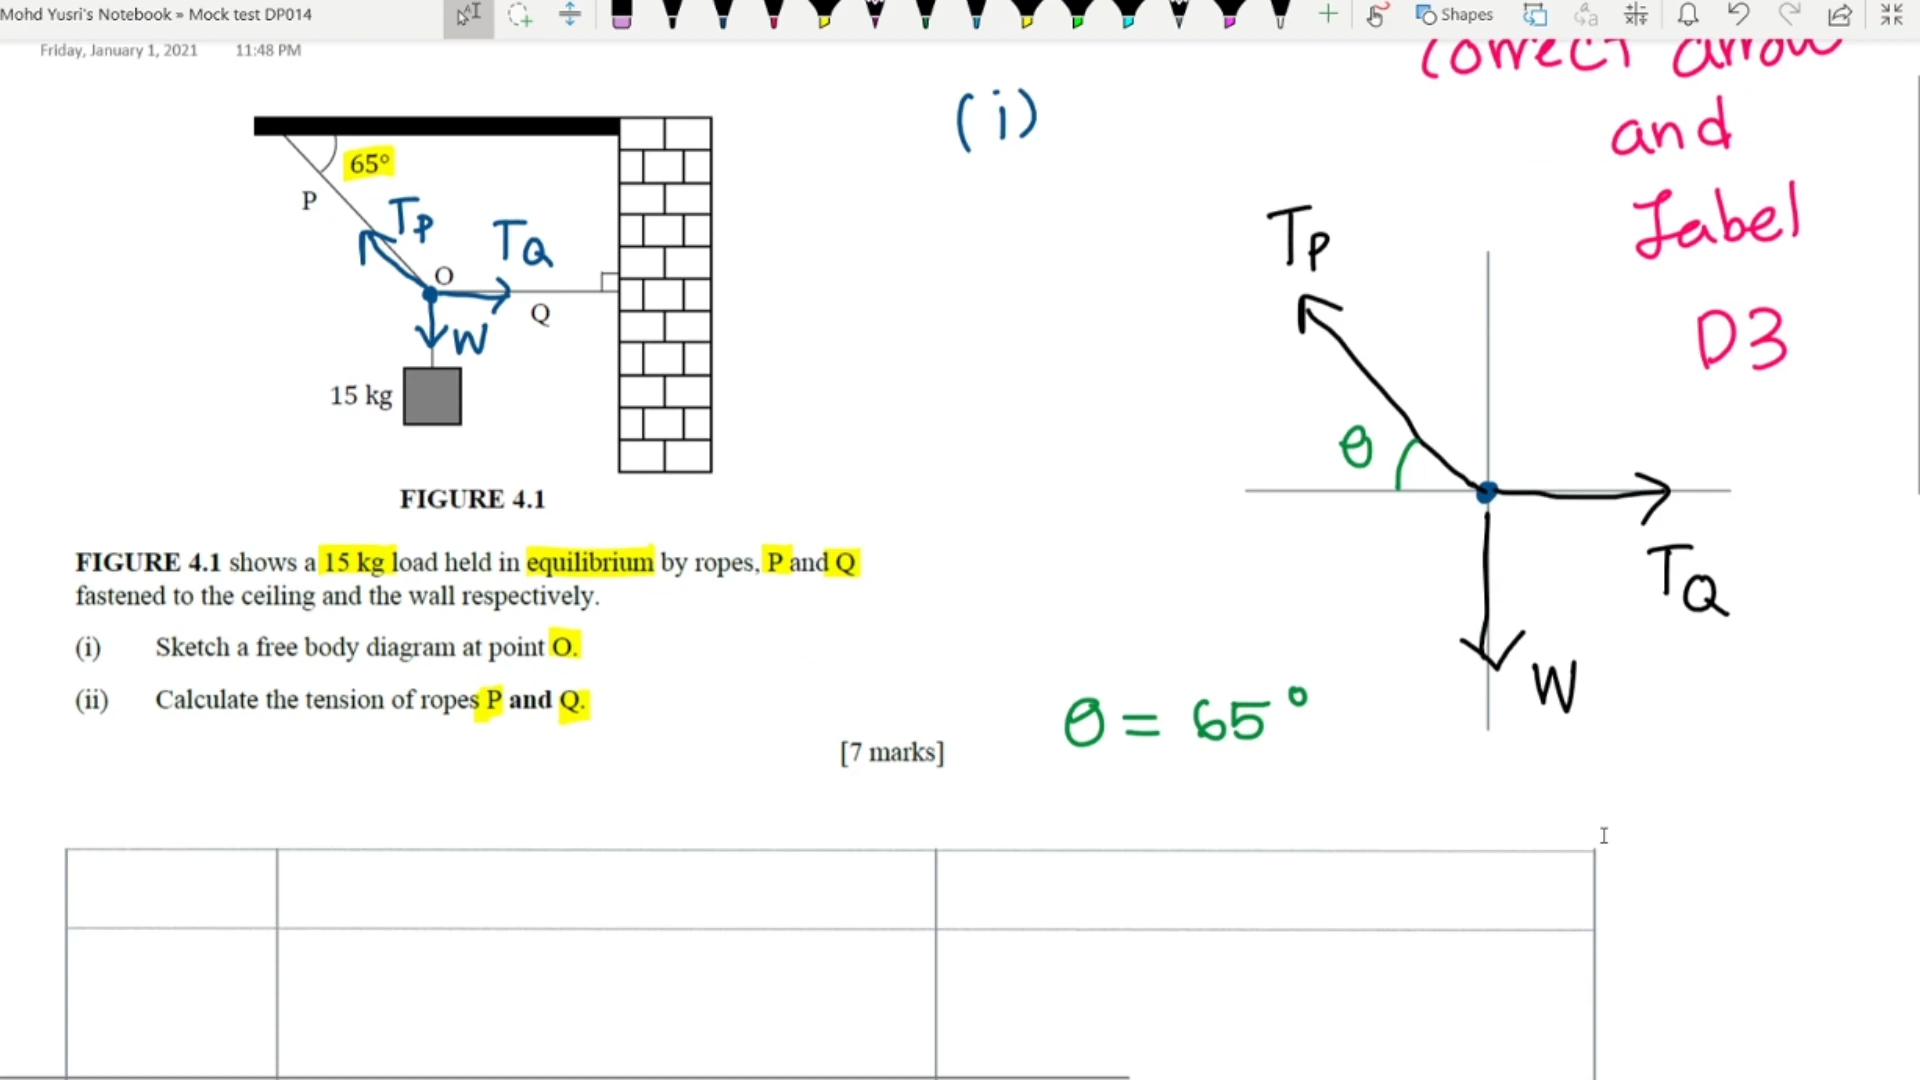 Mohd Yusri's Notebook » Mock test DP014
Shapes
Friday, January 1, 2021 11:48 PM
correct arrow
and
label
D3
(i)
65°
P
TP
TQ
O
Q
W
15 kg
FIGURE 4.1
TP
θ
TQ
W
θ = 65°
FIGURE 4.1 shows a 15 kg load held in equilibrium by ropes, P and Q
fastened to the ceiling and the wall respectively.
(i) Sketch a free body diagram at point O.
(ii) Calculate the tension of ropes P and Q.
[7 marks]